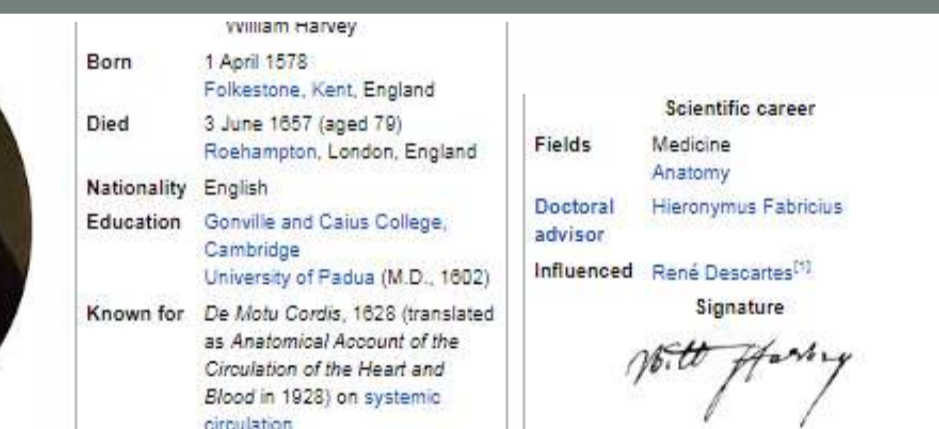 William Harvey
Born 1 April 1578
Folkestone, Kent, England
Died 3 June 1657 (aged 79)
Roehampton, London, England
Nationality English
Education Gonville and Caius College,
Cambridge
University of Padua (M.D., 1602)
Known for De Motu Cordis, 1628 (translated
as Anatomical Account of the
Circulation of the Heart and
Blood in 1928) on systemic
circulation
Scientific career
Fields Medicine
Anatomy
Doctoral Hieronymus Fabricius
advisor
Influenced René Descartes[1]
Signature
Will Harvey